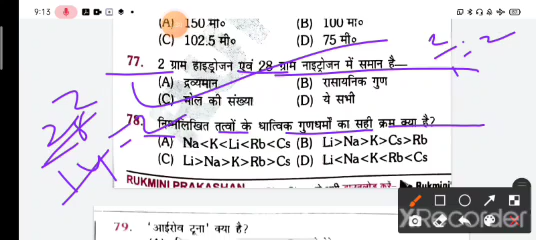 9:13
(A) 150 मी० (B) 100 मी०
(C) 102.5 मी० (D) 75 मी०
77. 2 ग्राम हाइड्रोजन एवं 28 ग्राम नाइट्रोजन में समान है—
(A) द्रव्यमान (B) रासायनिक गुण
(C) मोल की संख्या (D) ये सभी
78. निम्नलिखित तत्वों के धात्विक गुणधर्मो का सही क्रम क्या है?
(A) Na<K<Li<Rb<Cs (B) Li>Na>K>Cs>Rb
(C) Li>Na>K>Rb>Cs (D) Li<Na<K<Rb<Cs
RUKMINI PRAKASHAN
Rukmini
79. 'आईरोव टूना' क्या है?
(A) (B)
XRecorder